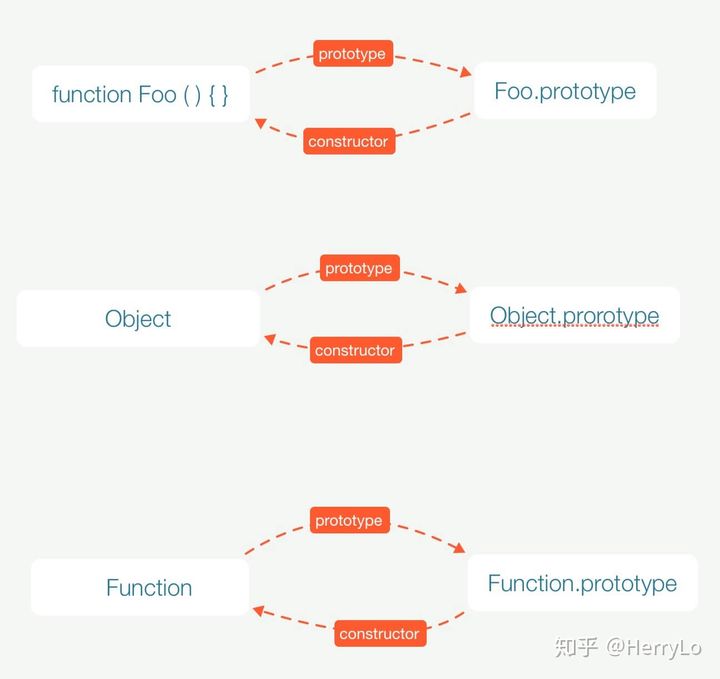 prototype
function Foo ( ) { }
Foo.prototype
constructor
prototype
Object
Object.prorotype
constructor
prototype
Function
Function.prototype
constructor
知乎 @HerryLo